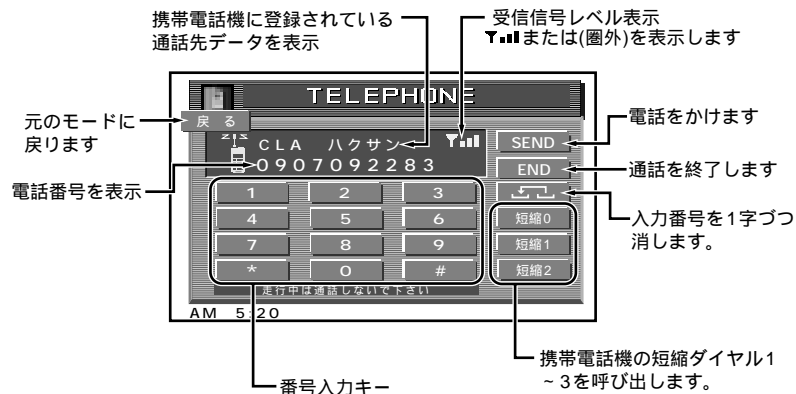 携帯電話機に登録されている
通話先データを表示
受信信号レベル表示
または(圏外)を表示します
TELEPHONE
元のモードに
戻ります
戻る
CLA ハクサン
0907092283
電話番号を表示
SEND
END
電話をかけます
通話を終了します
入力番号を1字づつ
消します。
1 2 3
4 5 6
7 8 9
* 0 #
短縮0
短縮1
短縮2
走行中は通話しないで下さい
AM 5:20
携帯電話機の短縮ダイヤル1
~3を呼び出します。
番号入力キー